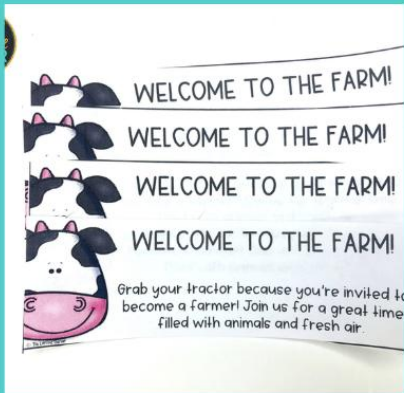 WELCOME TO THE FARM!
WELCOME TO THE FARM!
WELCOME TO THE FARM!
WELCOME TO THE FARM!
Grab your tractor because you're invited to
become a farmer! Join us for a great time
filled with animals and fresh air.